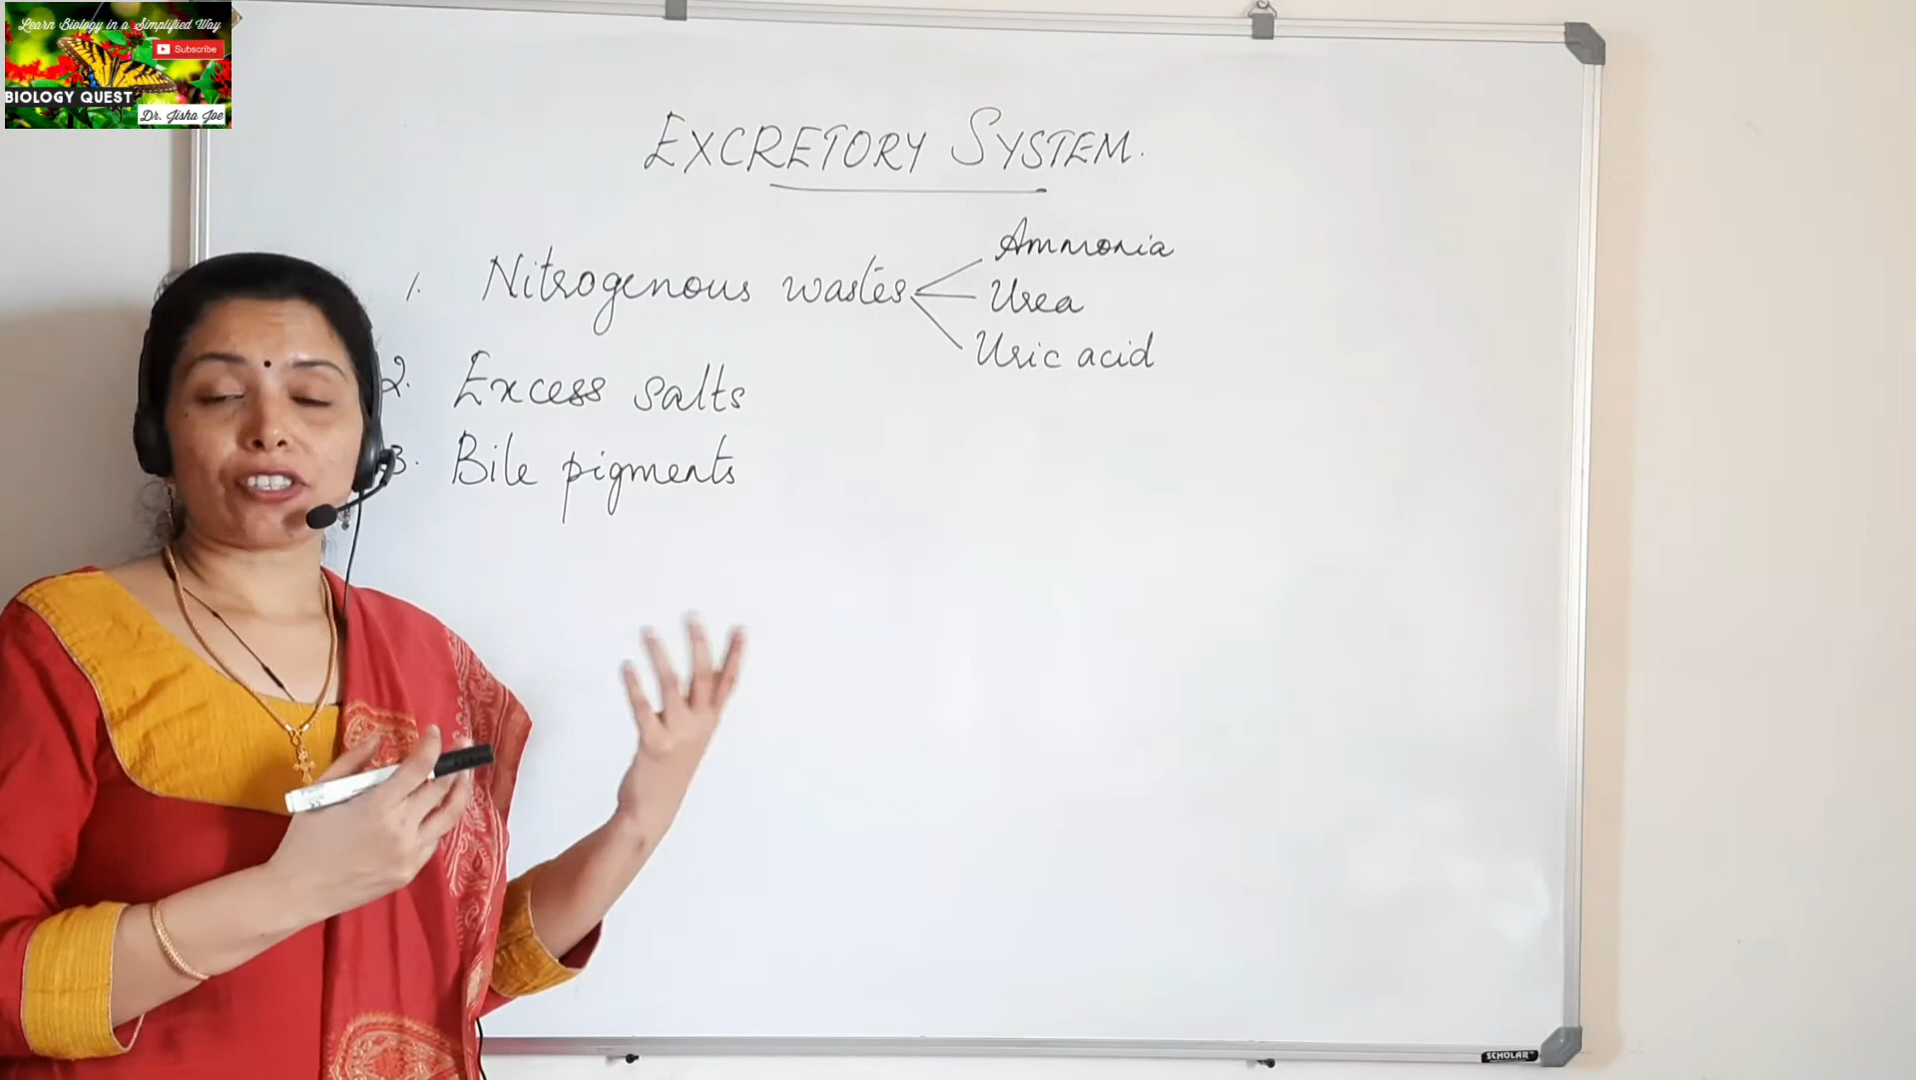 Learn Biology in a Simplified Way
Subscribe
BIOLOGY QUEST
Dr. Jisha Joe
EXCRETORY SYSTEM.
1. Nitrogenous wastes
Ammonia
Urea
Uric acid
2. Excess salts
3. Bile pigments
SCHOLAR